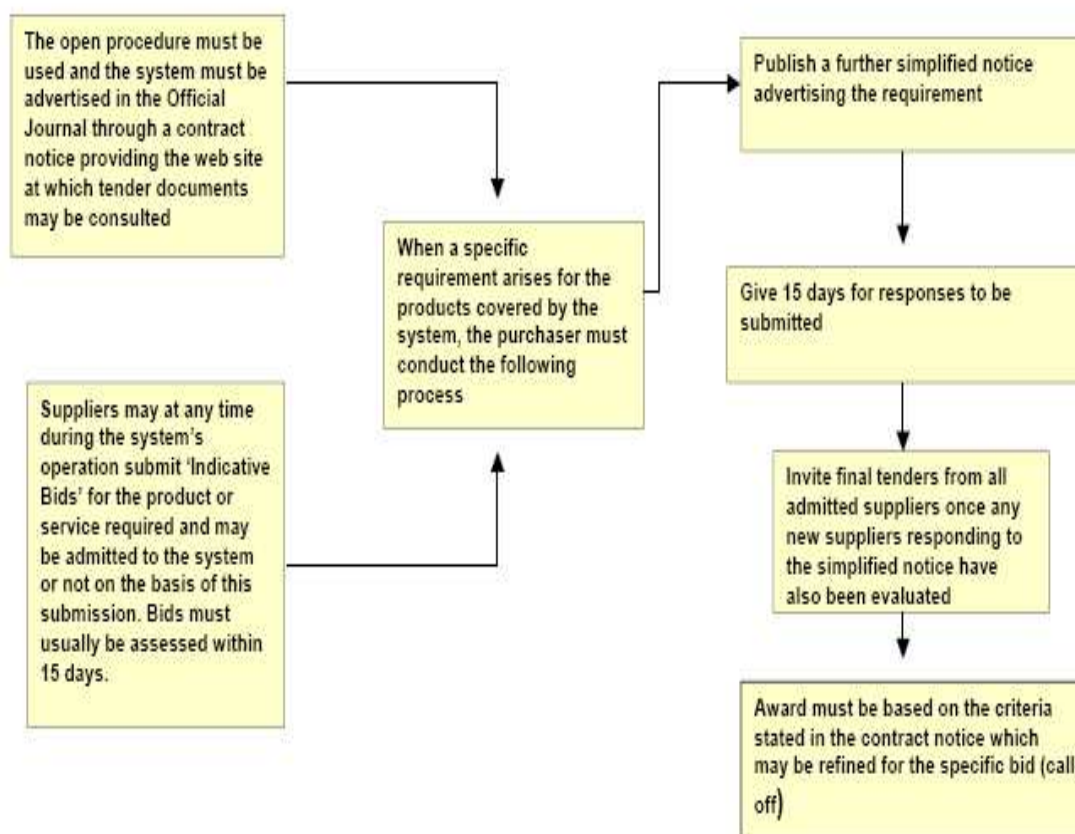 The open procedure must be
used and the system must be
advertised in the Official
Journal through a contract
notice providing the web site
at which tender documents
may be consulted
Suppliers may at any time
during the system's
operation submit 'Indicative
Bids' for the product or
service required and may
be admitted to the system
or not on the basis of this
submission. Bids must
usually be assessed within
15 days.
When a specific
requirement arises for the
products covered by the
system, the purchaser must
conduct the following
process
Publish a further simplified notice
advertising the requirement
Give 15 days for responses to be
submitted
Invite final tenders from all
admitted suppliers once any
new suppliers responding to
the simplified notice have
also been evaluated
Award must be based on the criteria
stated in the contract notice which
may be refined for the specific bid (call
off)